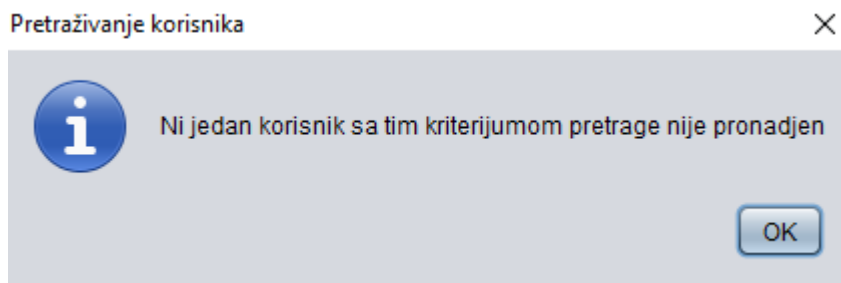 Pretraživanje korisnika
Ni jedan korisnik sa tim kriterijumom pretrage nije pronadjen
OK